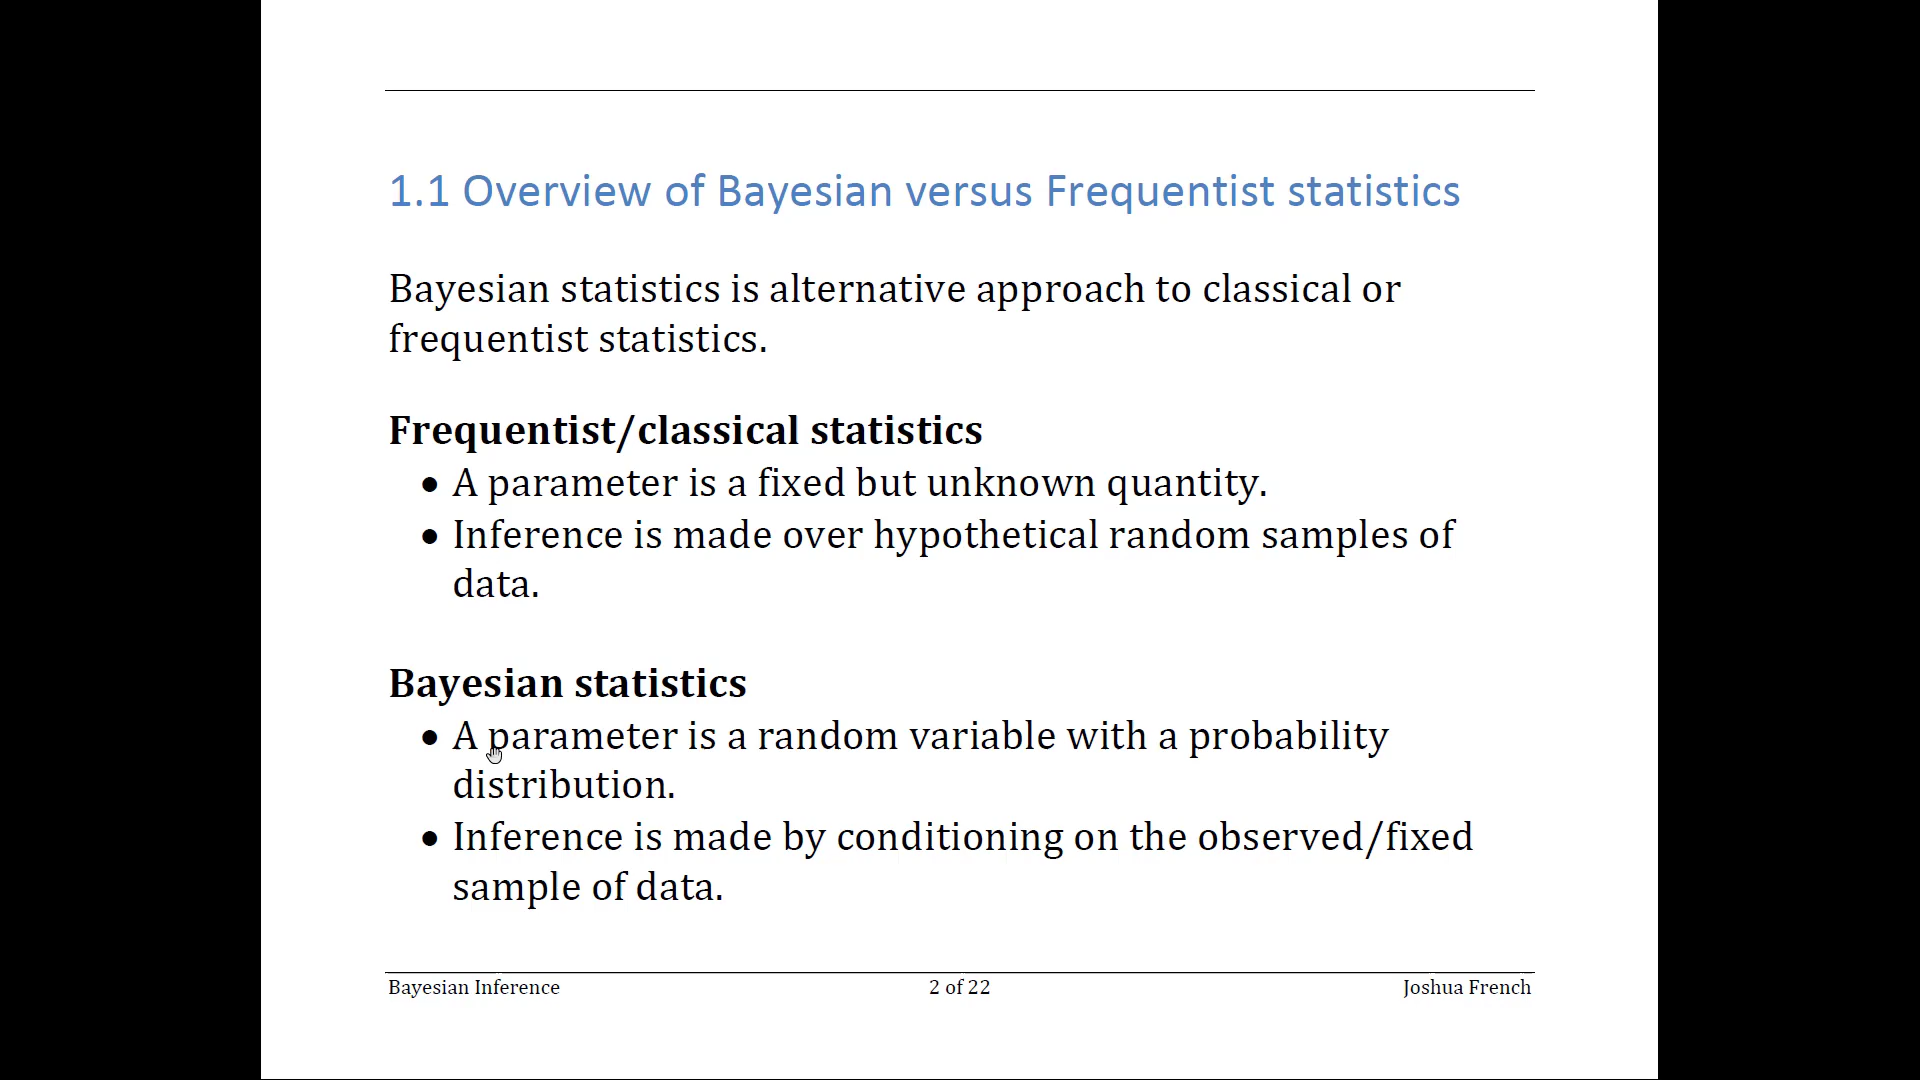 1.1 Overview of Bayesian versus Frequentist statistics
Bayesian statistics is alternative approach to classical or
frequentist statistics.
Frequentist/classical statistics
• A parameter is a fixed but unknown quantity.
• Inference is made over hypothetical random samples of
data.
Bayesian statistics
• A parameter is a random variable with a probability
distribution.
• Inference is made by conditioning on the observed/fixed
sample of data.
Bayesian Inference 2 of 22 Joshua French